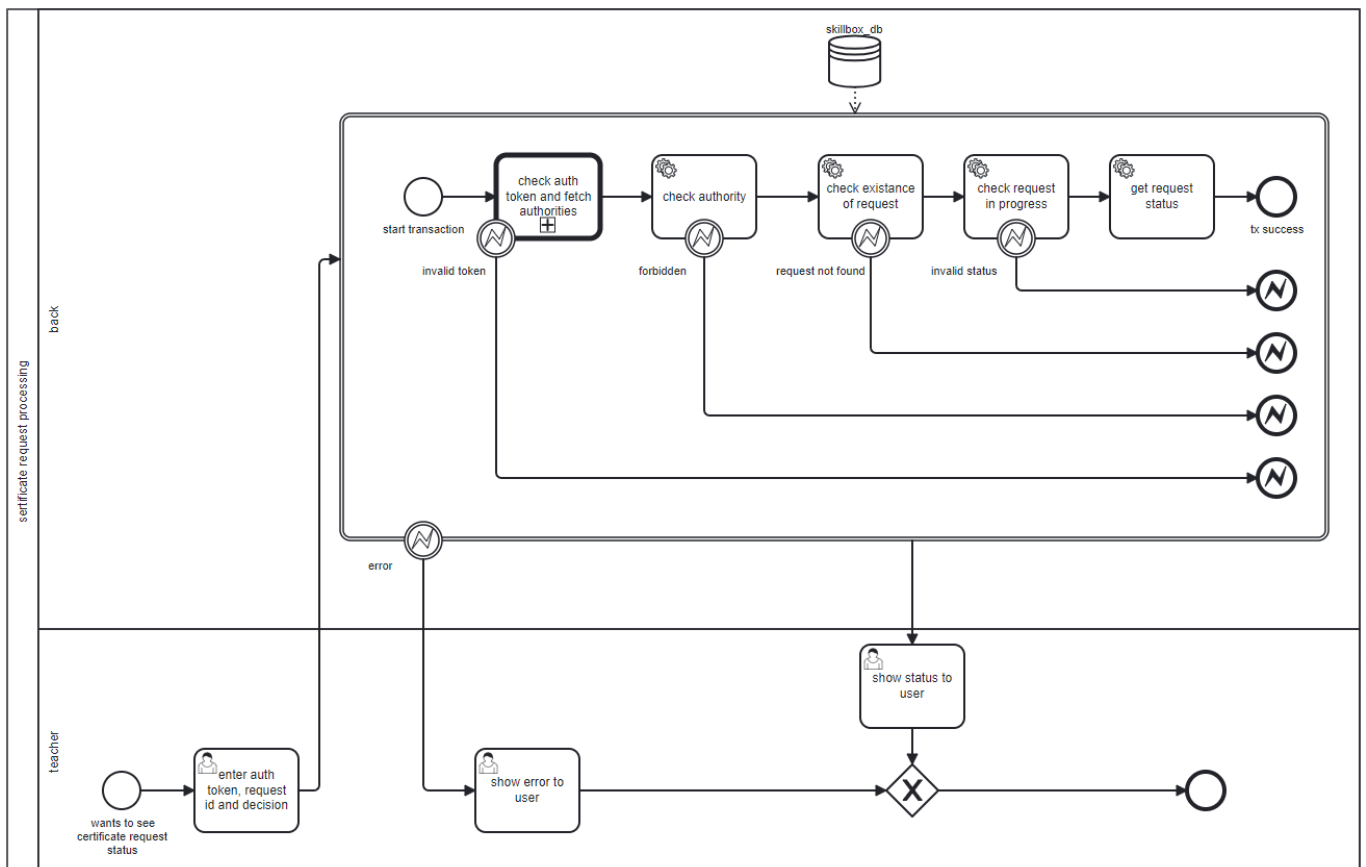 skillbox_db
check auth
token and fetch
authorities
check authority
check existance
of request
check request
in progress
get request
status
start transaction
tx success
invalid token
forbidden
request not found
invalid status
back
sertificate request processing
error
show status to
user
teacher
enter auth
token, request
id and decision
show error to
user
wants to see
certificate request
status